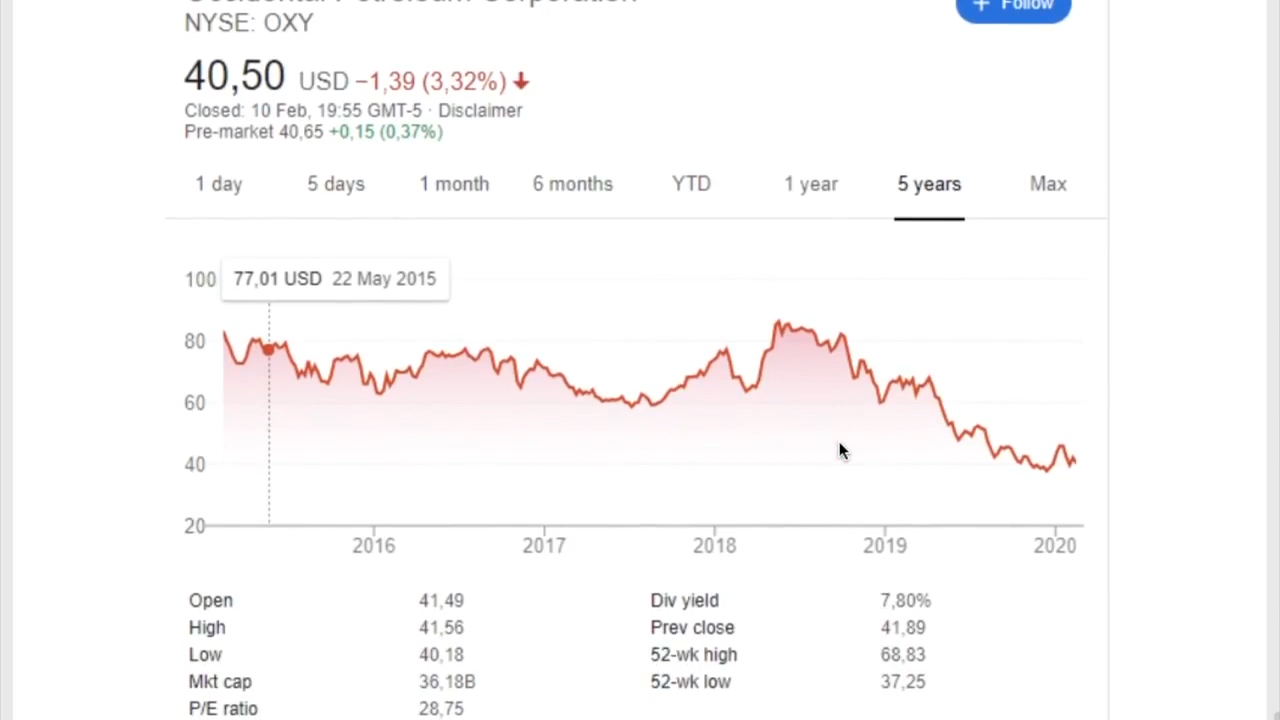 Occidental Petroleum Corporation
NYSE: OXY
+ Follow
40,50 USD −1,39 (3,32%)
Closed: 10 Feb, 19:55 GMT-5 · Disclaimer
Pre-market 40,65 +0,15 (0,37%)
1 day 5 days 1 month 6 months YTD 1 year 5 years Max
77,01 USD 22 May 2015
100
80
60
40
20
2016 2017 2018 2019 2020
Open 41,49 Div yield 7,80%
High 41,56 Prev close 41,89
Low 40,18 52-wk high 68,83
Mkt cap 36,18B 52-wk low 37,25
P/E ratio 28,75